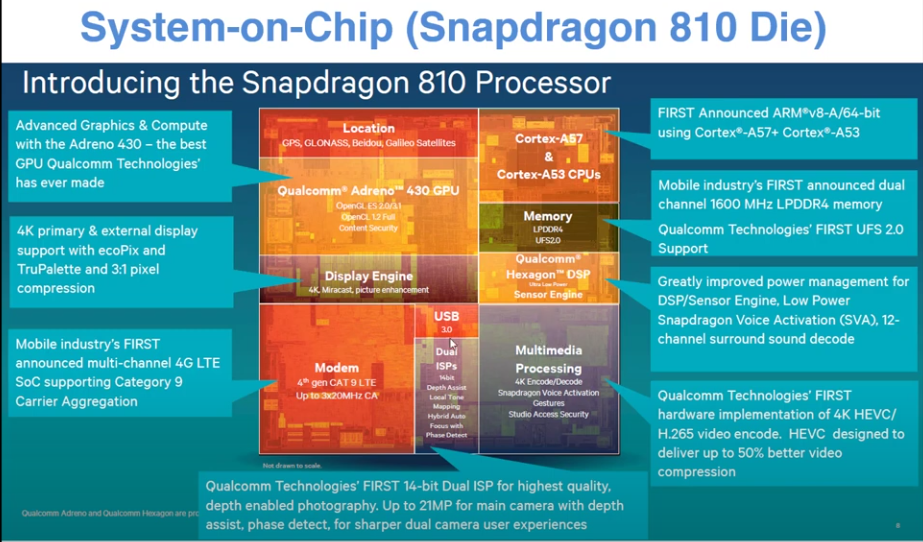 System-on-Chip (Snapdragon 810 Die)
Introducing the Snapdragon 810 Processor
Advanced Graphics & Compute
with the Adreno 430 – the best
GPU Qualcomm Technologies'
has ever made
4K primary & external display
support with ecoPix and
TruPalette and 3:1 pixel
compression
Mobile industry's FIRST
announced multi-channel 4G LTE
SoC supporting Category 9
Carrier Aggregation
Location
GPS, GLONASS, Beidou, Galileo Satellites
Qualcomm® Adreno™ 430 GPU
OpenGL ES 2.0/3.1
OpenCL 1.2 Full
Content Security
Display Engine
4K, Miracast, picture enhancement
Modem
4th gen CAT 9 LTE
Up to 3x20MHz CA
USB
3.0
Dual
ISPs
14bit
Depth Assist
Local Tone
Mapping
Hybrid Auto
Focus with
Phase Detect
Cortex-A57
&
Cortex-A53 CPUs
Memory
LPDDR4
UFS2.0
Qualcomm®
Hexagon™ DSP
Ultra Low Power
Sensor Engine
Multimedia
Processing
4K Encode/Decode
Snapdragon Voice Activation
Gestures
Studio Access Security
FIRST Announced ARM®v8-A/64-bit
using Cortex®-A57+ Cortex®-A53
Mobile industry's FIRST announced dual
channel 1600 MHz LPDDR4 memory
Qualcomm Technologies' FIRST UFS 2.0
Support
Greatly improved power management for
DSP/Sensor Engine, Low Power
Snapdragon Voice Activation (SVA), 12-
channel surround sound decode
Qualcomm Technologies' FIRST
hardware implementation of 4K HEVC/
H.265 video encode. HEVC designed to
deliver up to 50% better video
compression
Not drawn to scale.
Qualcomm Technologies' FIRST 14-bit Dual ISP for highest quality,
depth enabled photography. Up to 21MP for main camera with depth
assist, phase detect, for sharper dual camera user experiences
Qualcomm Adreno and Qualcomm Hexagon are pro